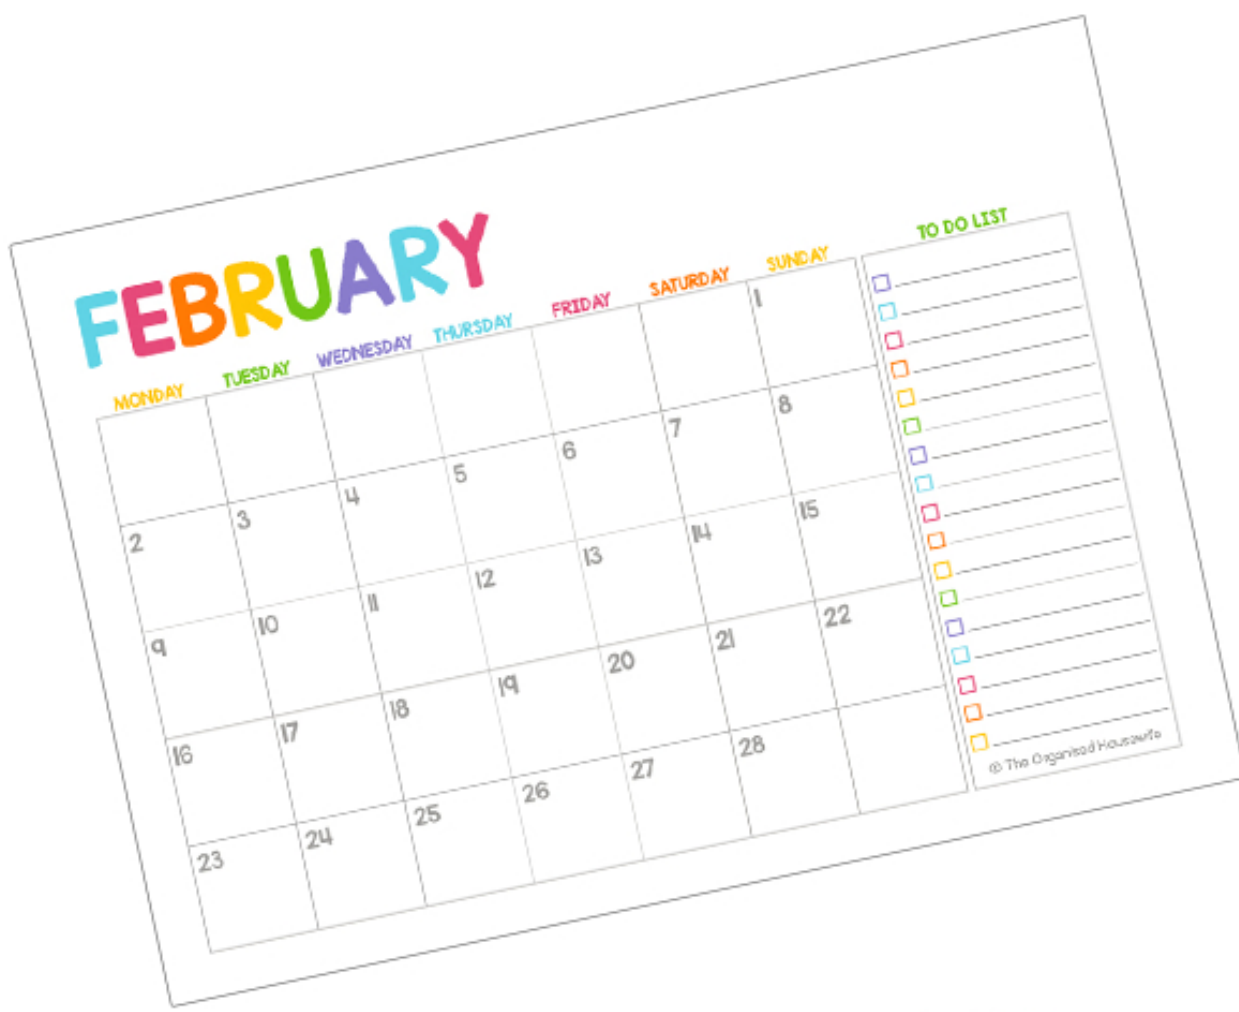 FEBRUARY
MONDAY TUESDAY WEDNESDAY THURSDAY FRIDAY SATURDAY SUNDAY
1
2 3 4 5 6 7 8
9 10 11 12 13 14 15
16 17 18 19 20 21 22
23 24 25 26 27 28
TO DO LIST
© The Organised Housewife